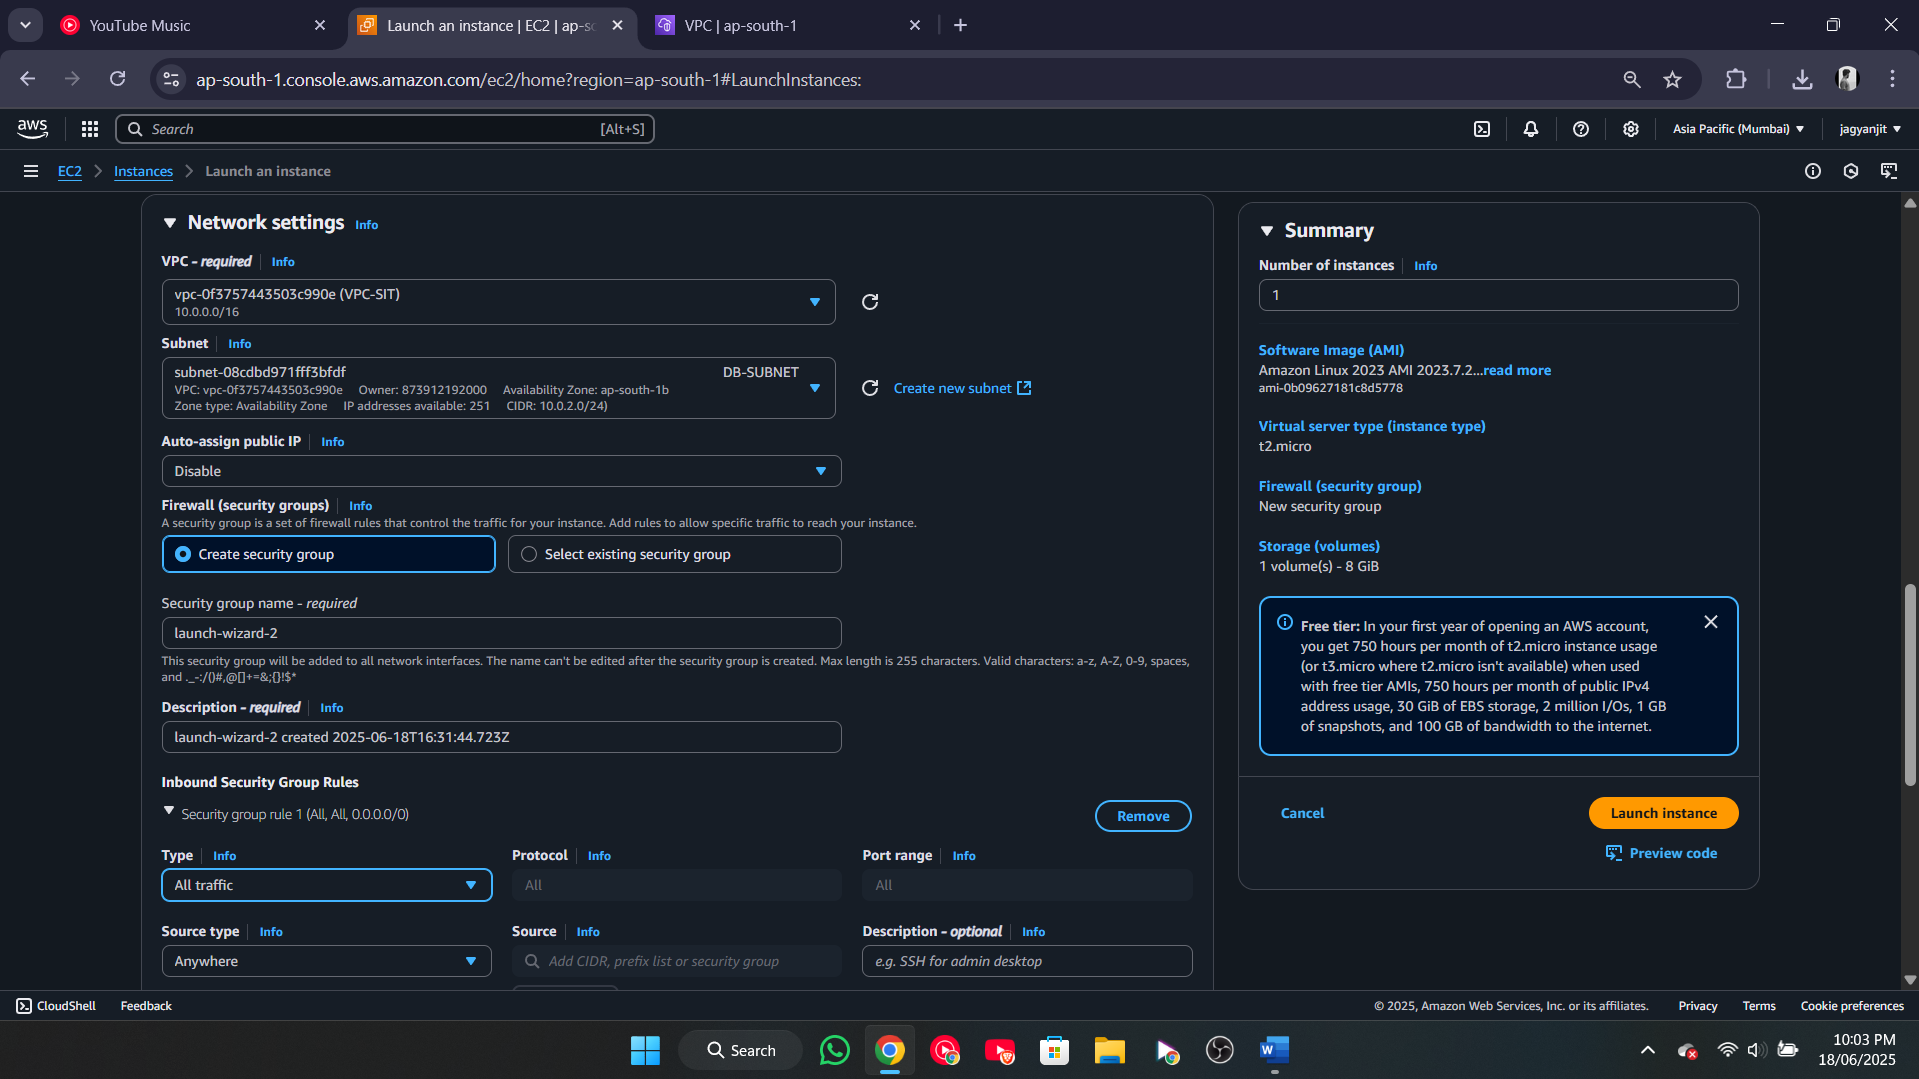 YouTube Music
Launch an instance | EC2 | ap-so
VPC | ap-south-1
ap-south-1.console.aws.amazon.com/ec2/home?region=ap-south-1#LaunchInstances:
aws
Search
[Alt+S]
Asia Pacific (Mumbai)
jagyanjit
EC2
Instances
Launch an instance
Network settings Info
VPC - required Info
vpc-0f3757443503c990e (VPC-SIT)
10.0.0.0/16
Subnet Info
subnet-08cdbd971fff3bfdf DB-SUBNET
VPC: vpc-0f3757443503c990e Owner: 873912192000 Availability Zone: ap-south-1b
Zone type: Availability Zone IP addresses available: 251 CIDR: 10.0.2.0/24)
Create new subnet
Auto-assign public IP Info
Disable
Firewall (security groups) Info
A security group is a set of firewall rules that control the traffic for your instance. Add rules to allow specific traffic to reach your instance.
Create security group
Select existing security group
Security group name - required
launch-wizard-2
This security group will be added to all network interfaces. The name can't be edited after the security group is created. Max length is 255 characters. Valid characters: a-z, A-Z, 0-9, spaces,
and ._-:/()#,@[]+=&;{}!$*
Description - required Info
launch-wizard-2 created 2025-06-18T16:31:44.723Z
Inbound Security Group Rules
Security group rule 1 (All, All, 0.0.0.0/0)
Remove
Type Info
All traffic
Protocol Info
All
Port range Info
All
Source type Info
Anywhere
Source Info
Add CIDR, prefix list or security group
Description - optional Info
e.g. SSH for admin desktop
Summary
Number of instances Info
1
Software Image (AMI)
Amazon Linux 2023 AMI 2023.7.2...read more
ami-0b09627181c8d5778
Virtual server type (instance type)
t2.micro
Firewall (security group)
New security group
Storage (volumes)
1 volume(s) - 8 GiB
Free tier: In your first year of opening an AWS account,
you get 750 hours per month of t2.micro instance usage
(or t3.micro where t2.micro isn't available) when used
with free tier AMIs, 750 hours per month of public IPv4
address usage, 30 GiB of EBS storage, 2 million I/Os, 1 GB
of snapshots, and 100 GB of bandwidth to the internet.
Cancel
Launch instance
Preview code
CloudShell
Feedback
© 2025, Amazon Web Services, Inc. or its affiliates.
Privacy
Terms
Cookie preferences
Search
10:03 PM
18/06/2025